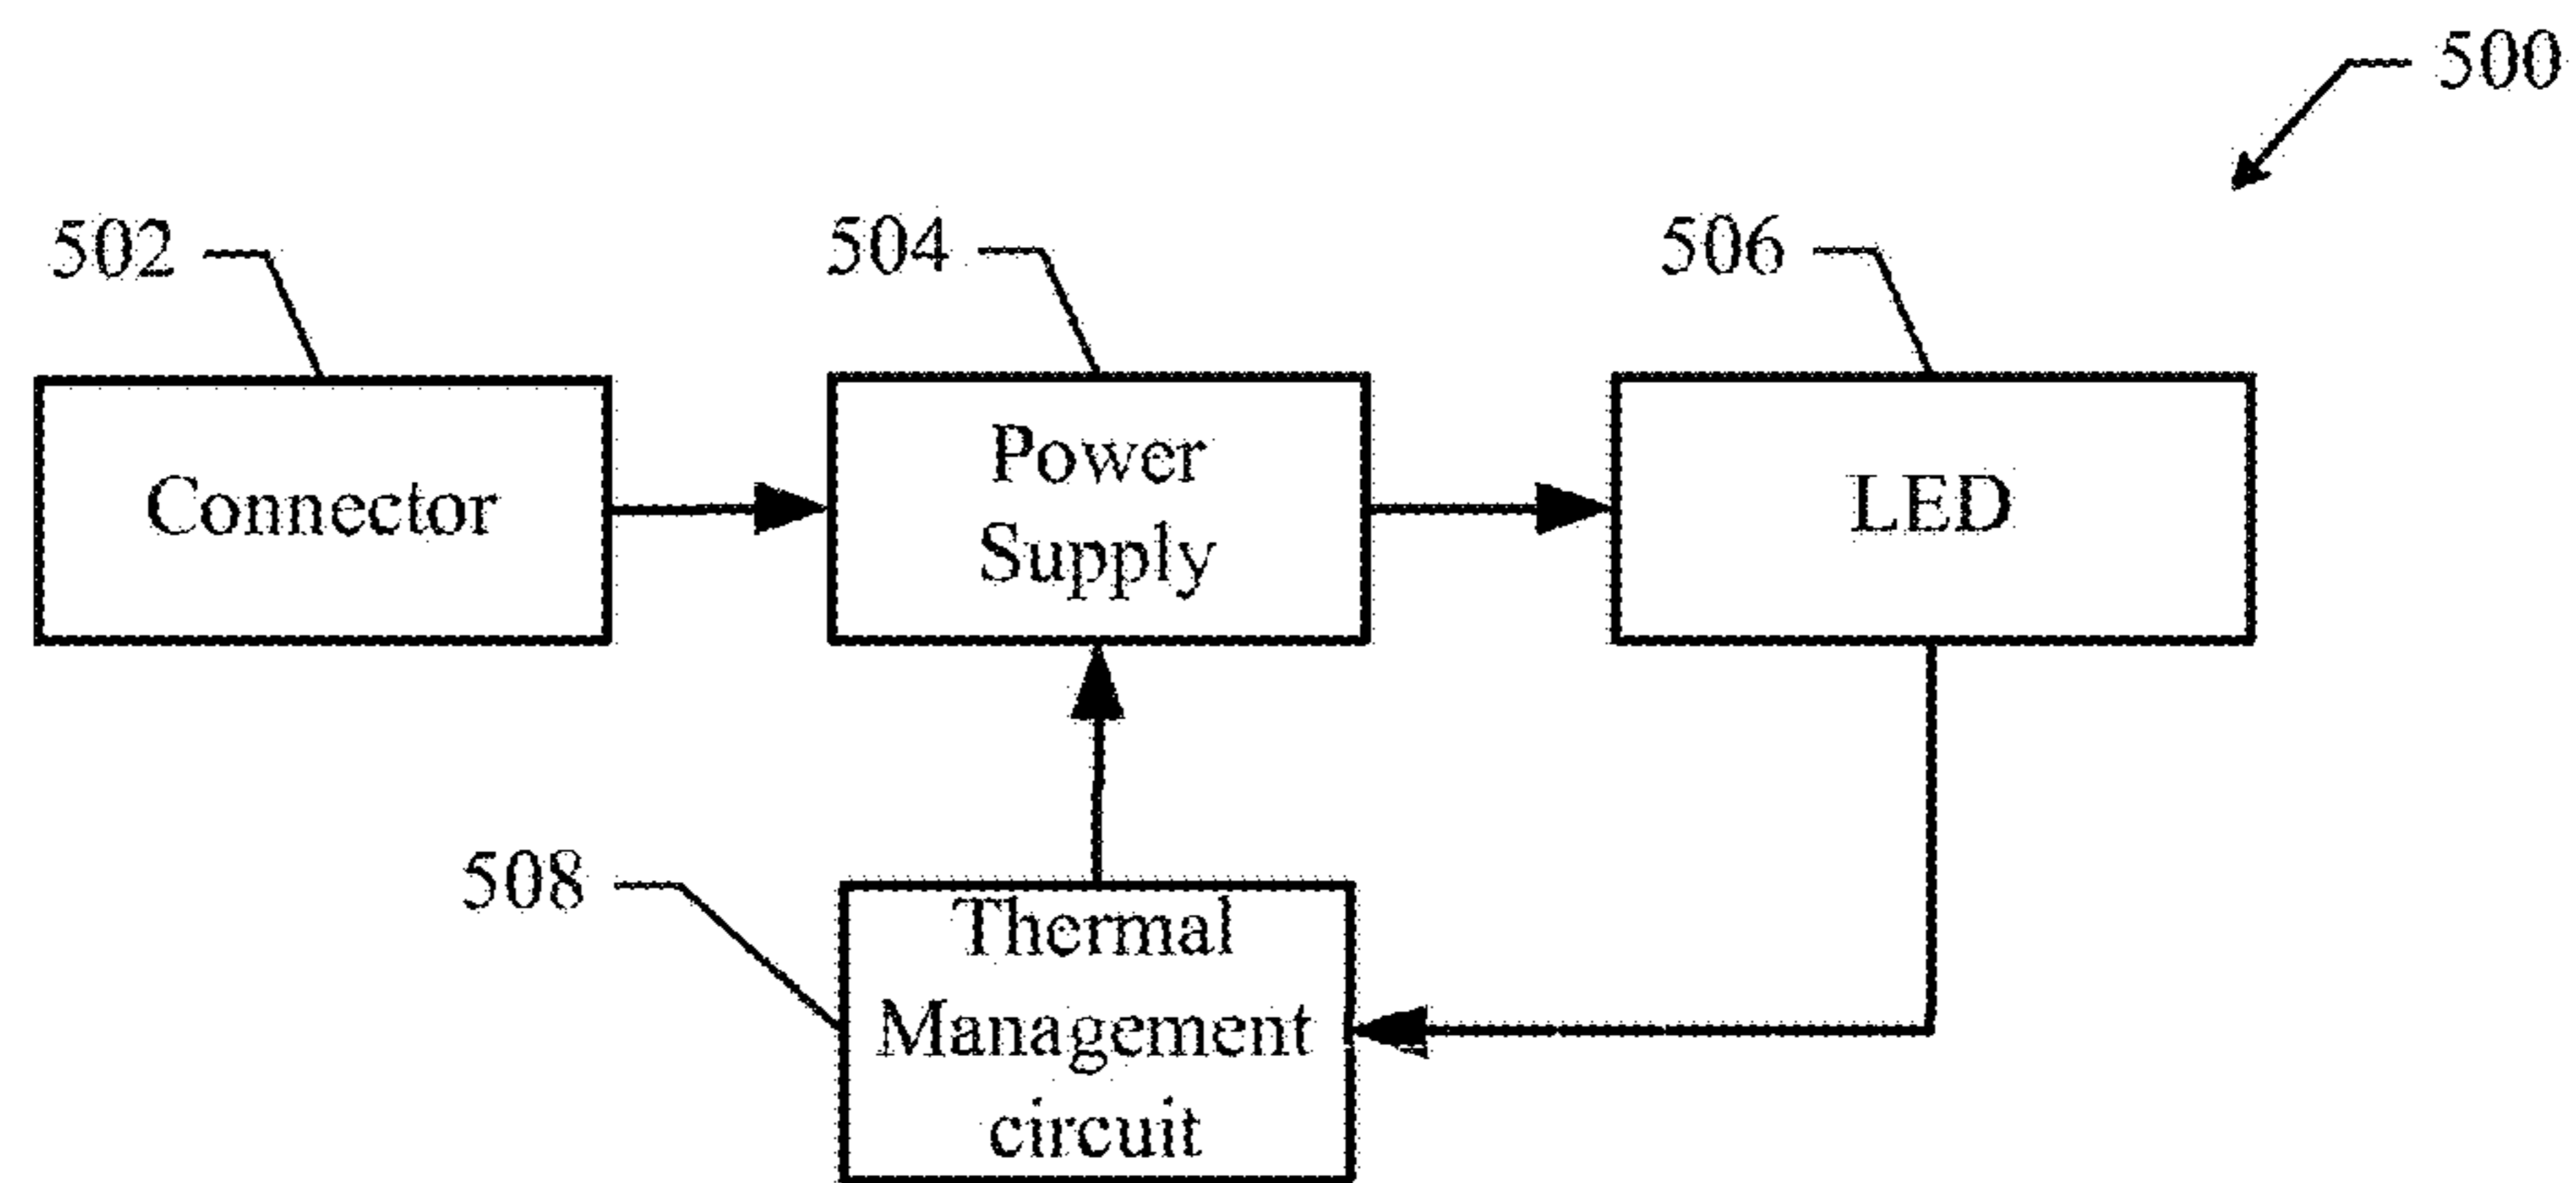 500
502
504
506
Connector
Power
Supply
LED
508
Thermal
Management
circuit